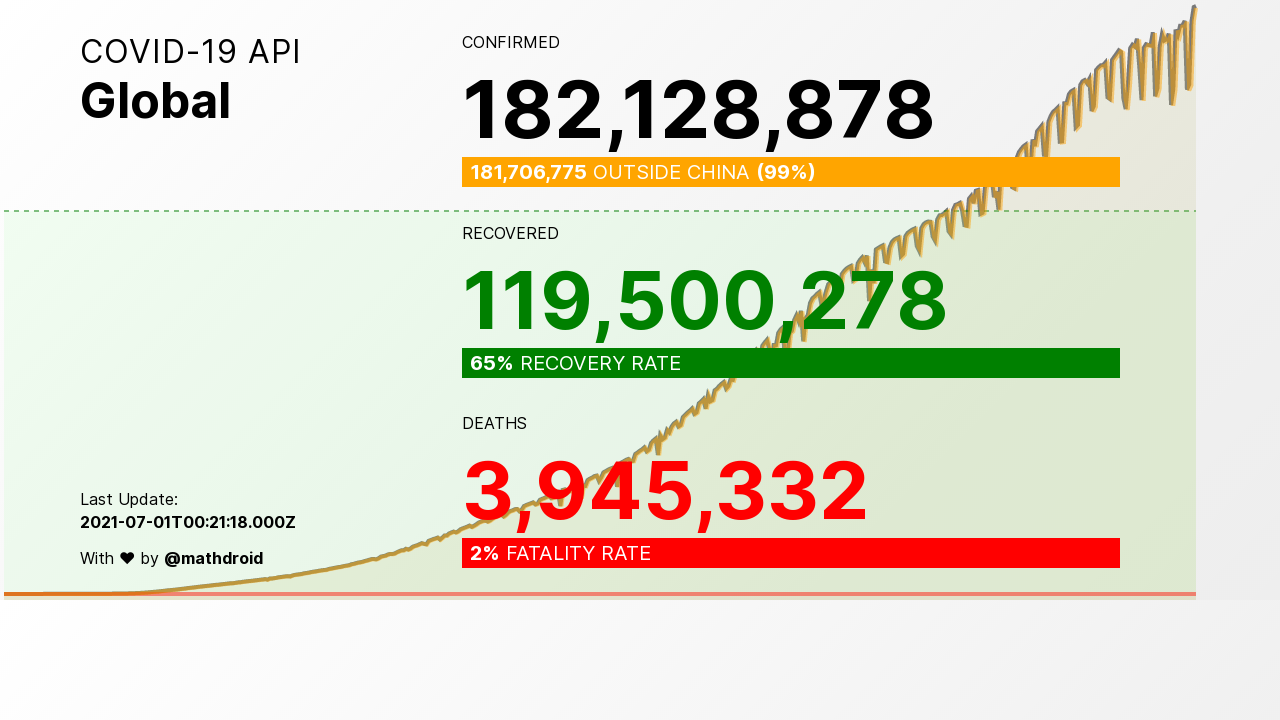 COVID-19 API
Global
CONFIRMED
182,128,878
181,706,775 OUTSIDE CHINA (99%)
RECOVERED
119,500,278
65% RECOVERY RATE
DEATHS
3,945,332
2% FATALITY RATE
Last Update:
2021-07-01T00:21:18.000Z
With ♥ by @mathdroid